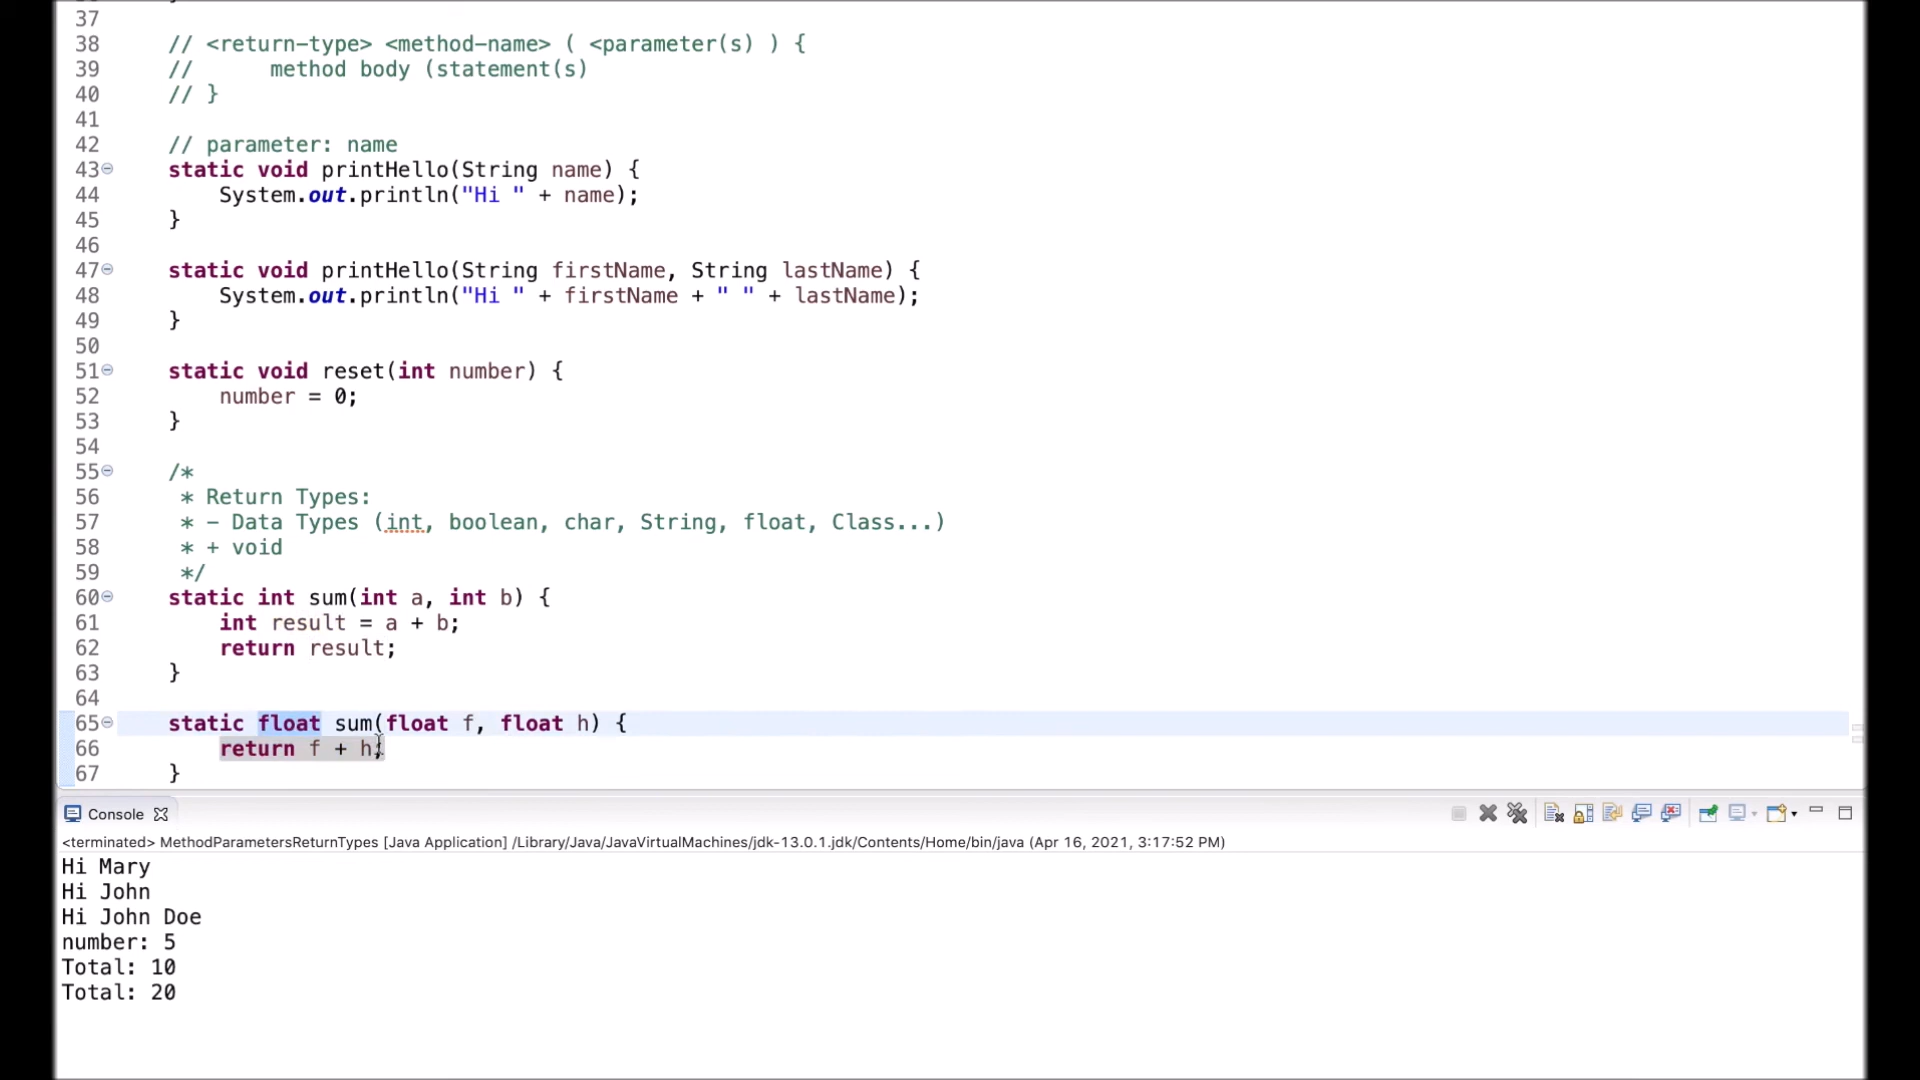 37
38 // <return-type> <method-name> ( <parameter(s) ) {
39 // method body (statement(s)
40 // }
41
42 // parameter: name
43 static void printHello(String name) {
44 System.out.println("Hi " + name);
45 }
46
47 static void printHello(String firstName, String lastName) {
48 System.out.println("Hi " + firstName + " " + lastName);
49 }
50
51 static void reset(int number) {
52 number = 0;
53 }
54
55 /*
56 * Return Types:
57 * - Data Types (int, boolean, char, String, float, Class...)
58 * + void
59 */
60 static int sum(int a, int b) {
61 int result = a + b;
62 return result;
63 }
64
65 static float sum(float f, float h) {
66 return f + h;
67 }
Console
<terminated> MethodParametersReturnTypes [Java Application] /Library/Java/JavaVirtualMachines/jdk-13.0.1.jdk/Contents/Home/bin/java (Apr 16, 2021, 3:17:52 PM)
Hi Mary
Hi John
Hi John Doe
number: 5
Total: 10
Total: 20